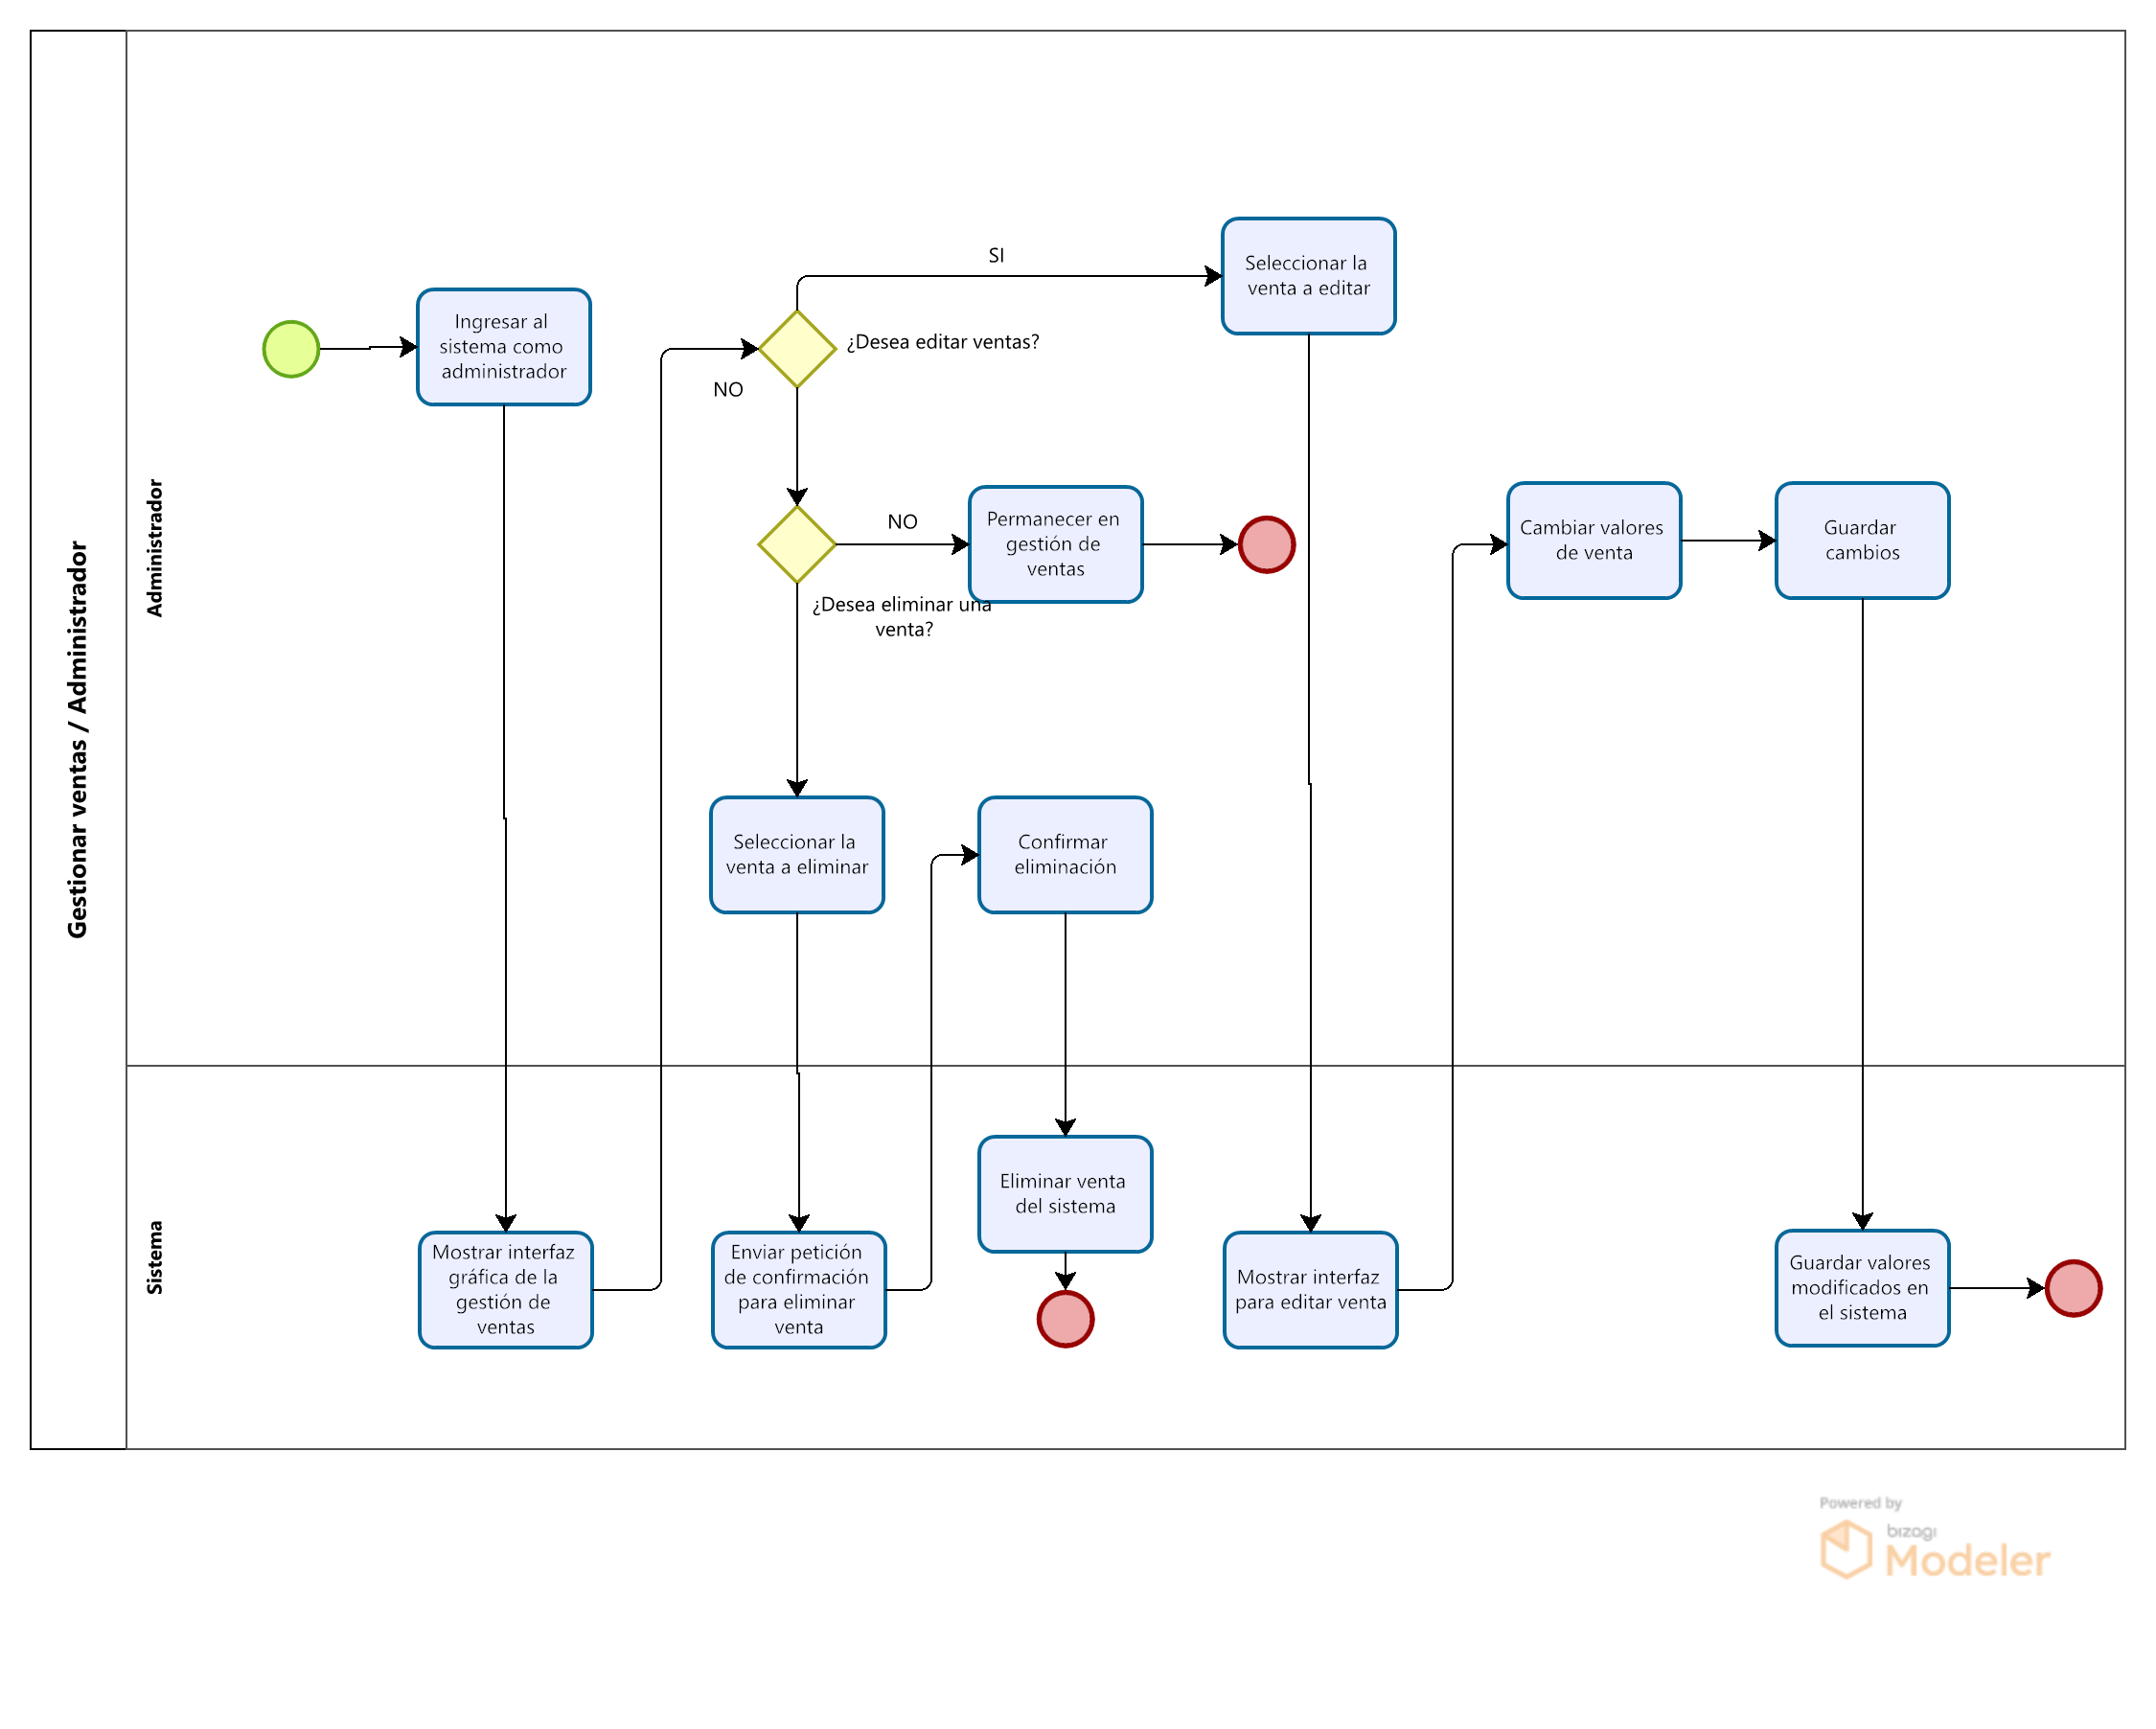 Gestionar ventas / Administrador
Administrador
Ingresar al
sistema como
administrador
SI
¿Desea editar ventas?
NO
Seleccionar la
venta a editar
NO
¿Desea eliminar una
venta?
Permanecer en
gestión de
ventas
Cambiar valores
de venta
Guardar
cambios
Seleccionar la
venta a eliminar
Confirmar
eliminación
Sistema
Mostrar interfaz
gráfica de la
gestión de
ventas
Enviar petición
de confirmación
para eliminar
venta
Eliminar venta
del sistema
Mostrar interfaz
para editar venta
Guardar valores
modificados en
el sistema
Powered by
bizagi
Modeler